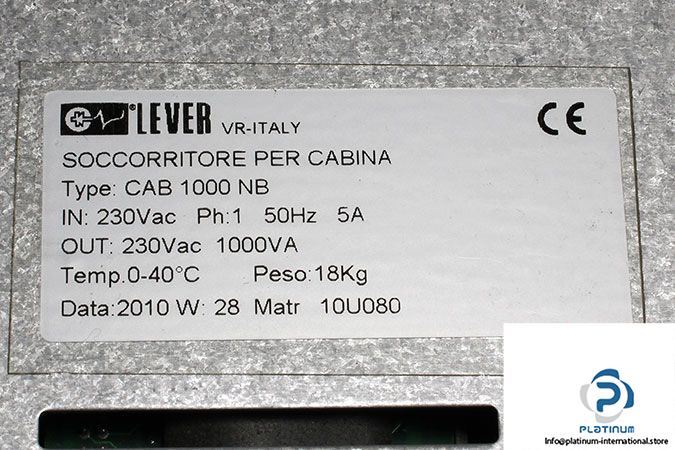 ®LEVER VR-ITALY CE
SOCCORRITORE PER CABINA
Type: CAB 1000 NB
IN: 230Vac Ph:1 50Hz 5A
OUT: 230Vac 1000VA
Temp.0-40°C Peso:18Kg
Data:2010 W: 28 Matr 10U080
PLATINUM
Info@platinum-international.store